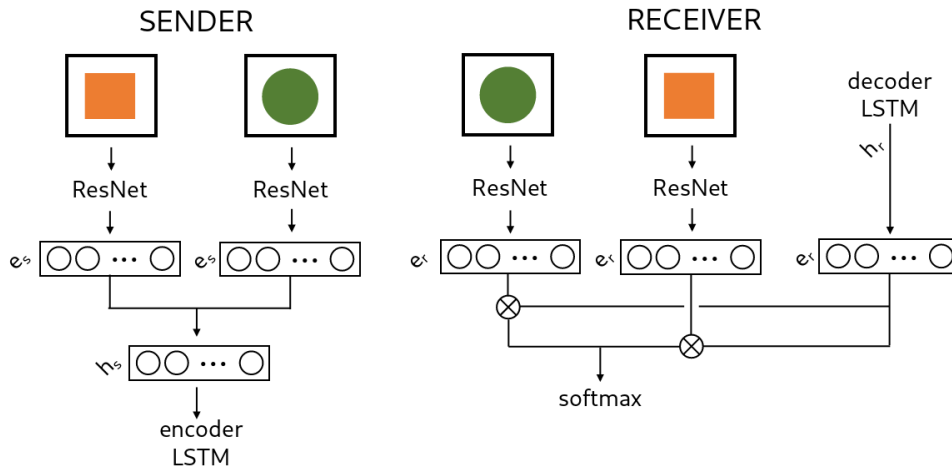 SENDER
RECEIVER
decoder
LSTM
hᵣ
ResNet
ResNet
ResNet
ResNet
eₛ
eₛ
eᵣ
eᵣ
eᵣ
hₛ
softmax
encoder
LSTM